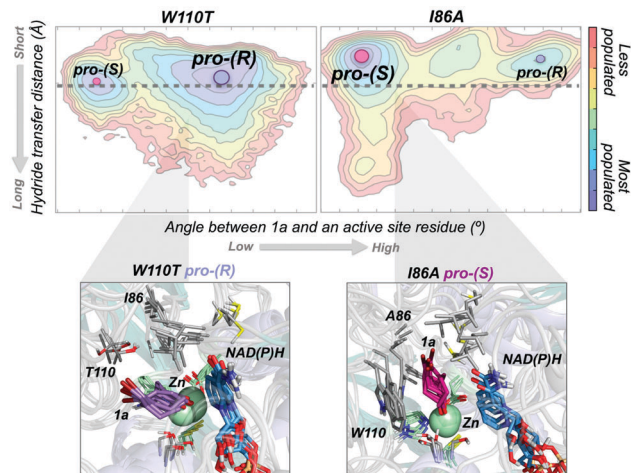 W110T
I86A
Short
Hydride transfer distance (Å)
Long
pro-(S)
pro-(R)
pro-(S)
pro-(R)
Less populated
Most populated
Angle between 1a and an active site residue (º)
Low
High
W110T pro-(R)
I86
T110
1a
Zn
NAD(P)H
I86A pro-(S)
A86
1a
NAD(P)H
Zn
W110